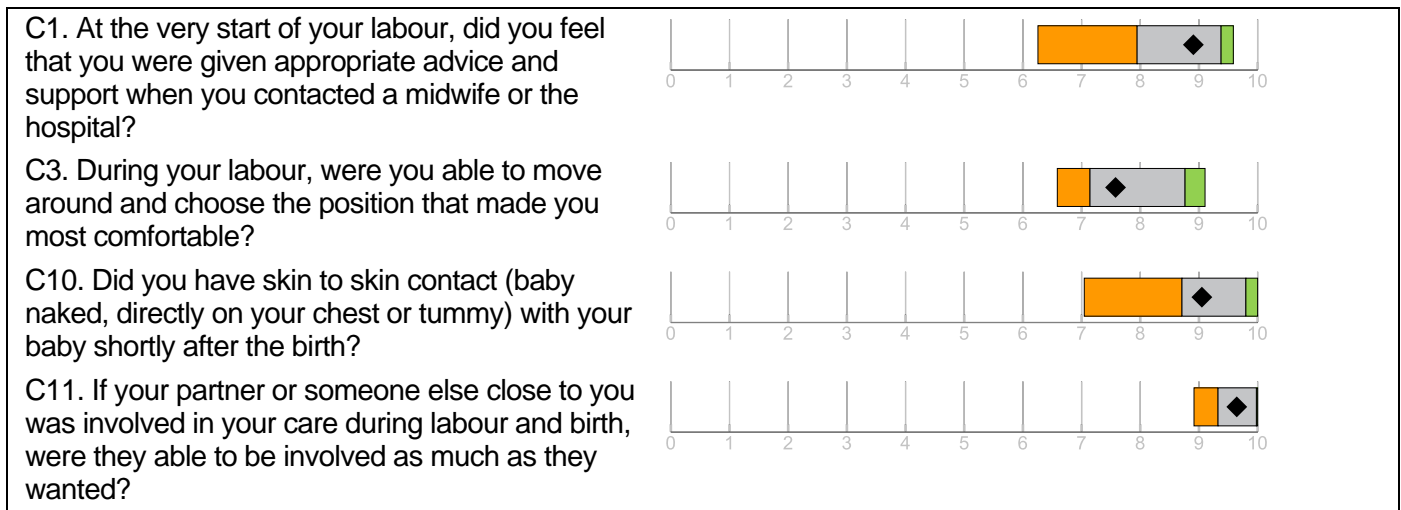 C1. At the very start of your labour, did you feel
that you were given appropriate advice and
support when you contacted a midwife or the
hospital?
0 1 2 3 4 5 6 7 8 9 10
C3. During your labour, were you able to move
around and choose the position that made you
most comfortable?
0 1 2 3 4 5 6 7 8 9 10
C10. Did you have skin to skin contact (baby
naked, directly on your chest or tummy) with your
baby shortly after the birth?
0 1 2 3 4 5 6 7 8 9 10
C11. If your partner or someone else close to you
was involved in your care during labour and birth,
were they able to be involved as much as they
wanted?
0 1 2 3 4 5 6 7 8 9 10